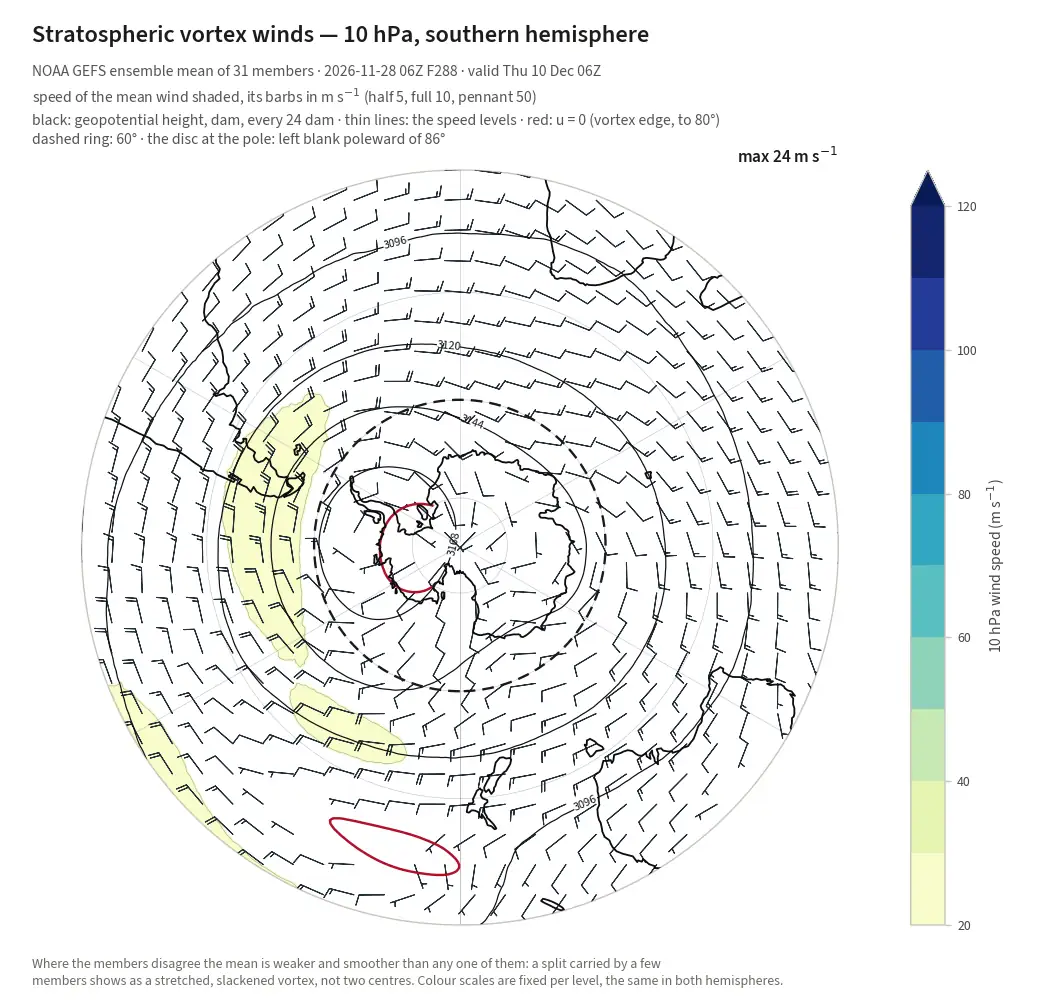 Stratospheric vortex winds — 10 hPa, southern hemisphere
NOAA GEFS ensemble mean of 31 members · 2026-11-28 06Z F288 · valid Thu 10 Dec 06Z
speed of the mean wind shaded, its barbs in m s⁻¹ (half 5, full 10, pennant 50)
black: geopotential height, dam, every 24 dam · thin lines: the speed levels · red: u = 0 (vortex edge, to 80°)
dashed ring: 60° · the disc at the pole: left blank poleward of 86°
max 24 m s⁻¹
3096
3120
3144
3168
3096
120
100
80
60
40
20
10 hPa wind speed (m s⁻¹)
Where the members disagree the mean is weaker and smoother than any one of them: a split carried by a few
members shows as a stretched, slackened vortex, not two centres. Colour scales are fixed per level, the same in both hemispheres.